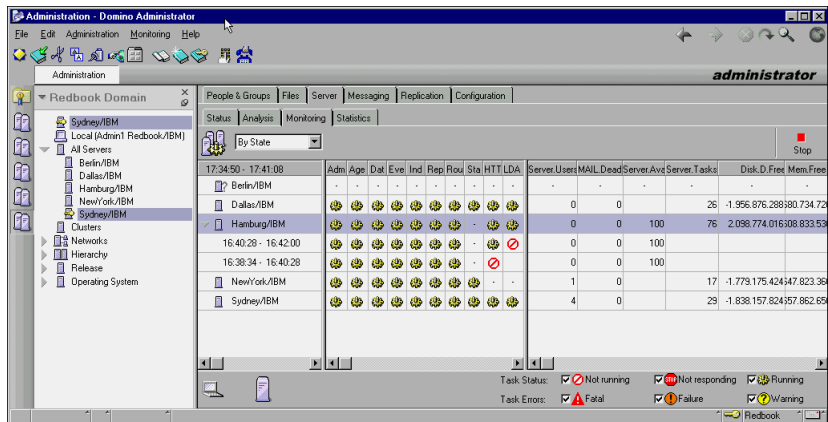 Administration - Domino Administrator
File Edit Administration Monitoring Help
Administration
administrator
Redbook Domain
Sydney/IBM
Local (Admin1 Redbook/IBM)
All Servers
Berlin/IBM
Dallas/IBM
Hamburg/IBM
NewYork/IBM
Sydney/IBM
Clusters
Networks
Hierarchy
Release
Operating System
People & Groups Files Server Messaging Replication Configuration
Status Analysis Monitoring Statistics
By State
Stop
17:34:50 - 17:41:08 Adm Age Dat Eve Ind Rep Rou Sta HTT LDA Server.Users MAIL.Dead Server.Ava Server.Tasks Disk.D.Free Mem.Free
? Berlin/IBM - - - - - - - - - - - - - - - -
Dallas/IBM 0 0 26 -1.956.876.288
Hamburg/IBM - 0 0 100 76 2.098.774.016
16:40:28 - 16:42:00 - 0 0 100
16:38:34 - 16:40:28 - 0 0 100
NewYork/IBM - - 1 0 17 -1.779.175.424
Sydney/IBM 4 0 29 -1.838.157.824
Task Status: Not running STOP Not responding Running
Task Errors: Fatal Failure Warning
Redbook